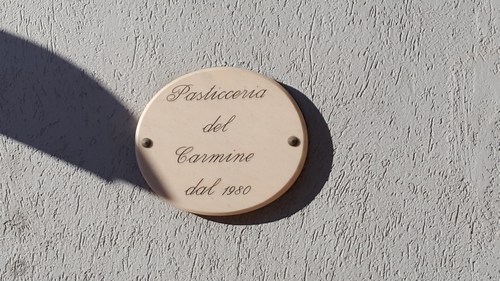 Pasticceria
del
Carmine
dal 1980